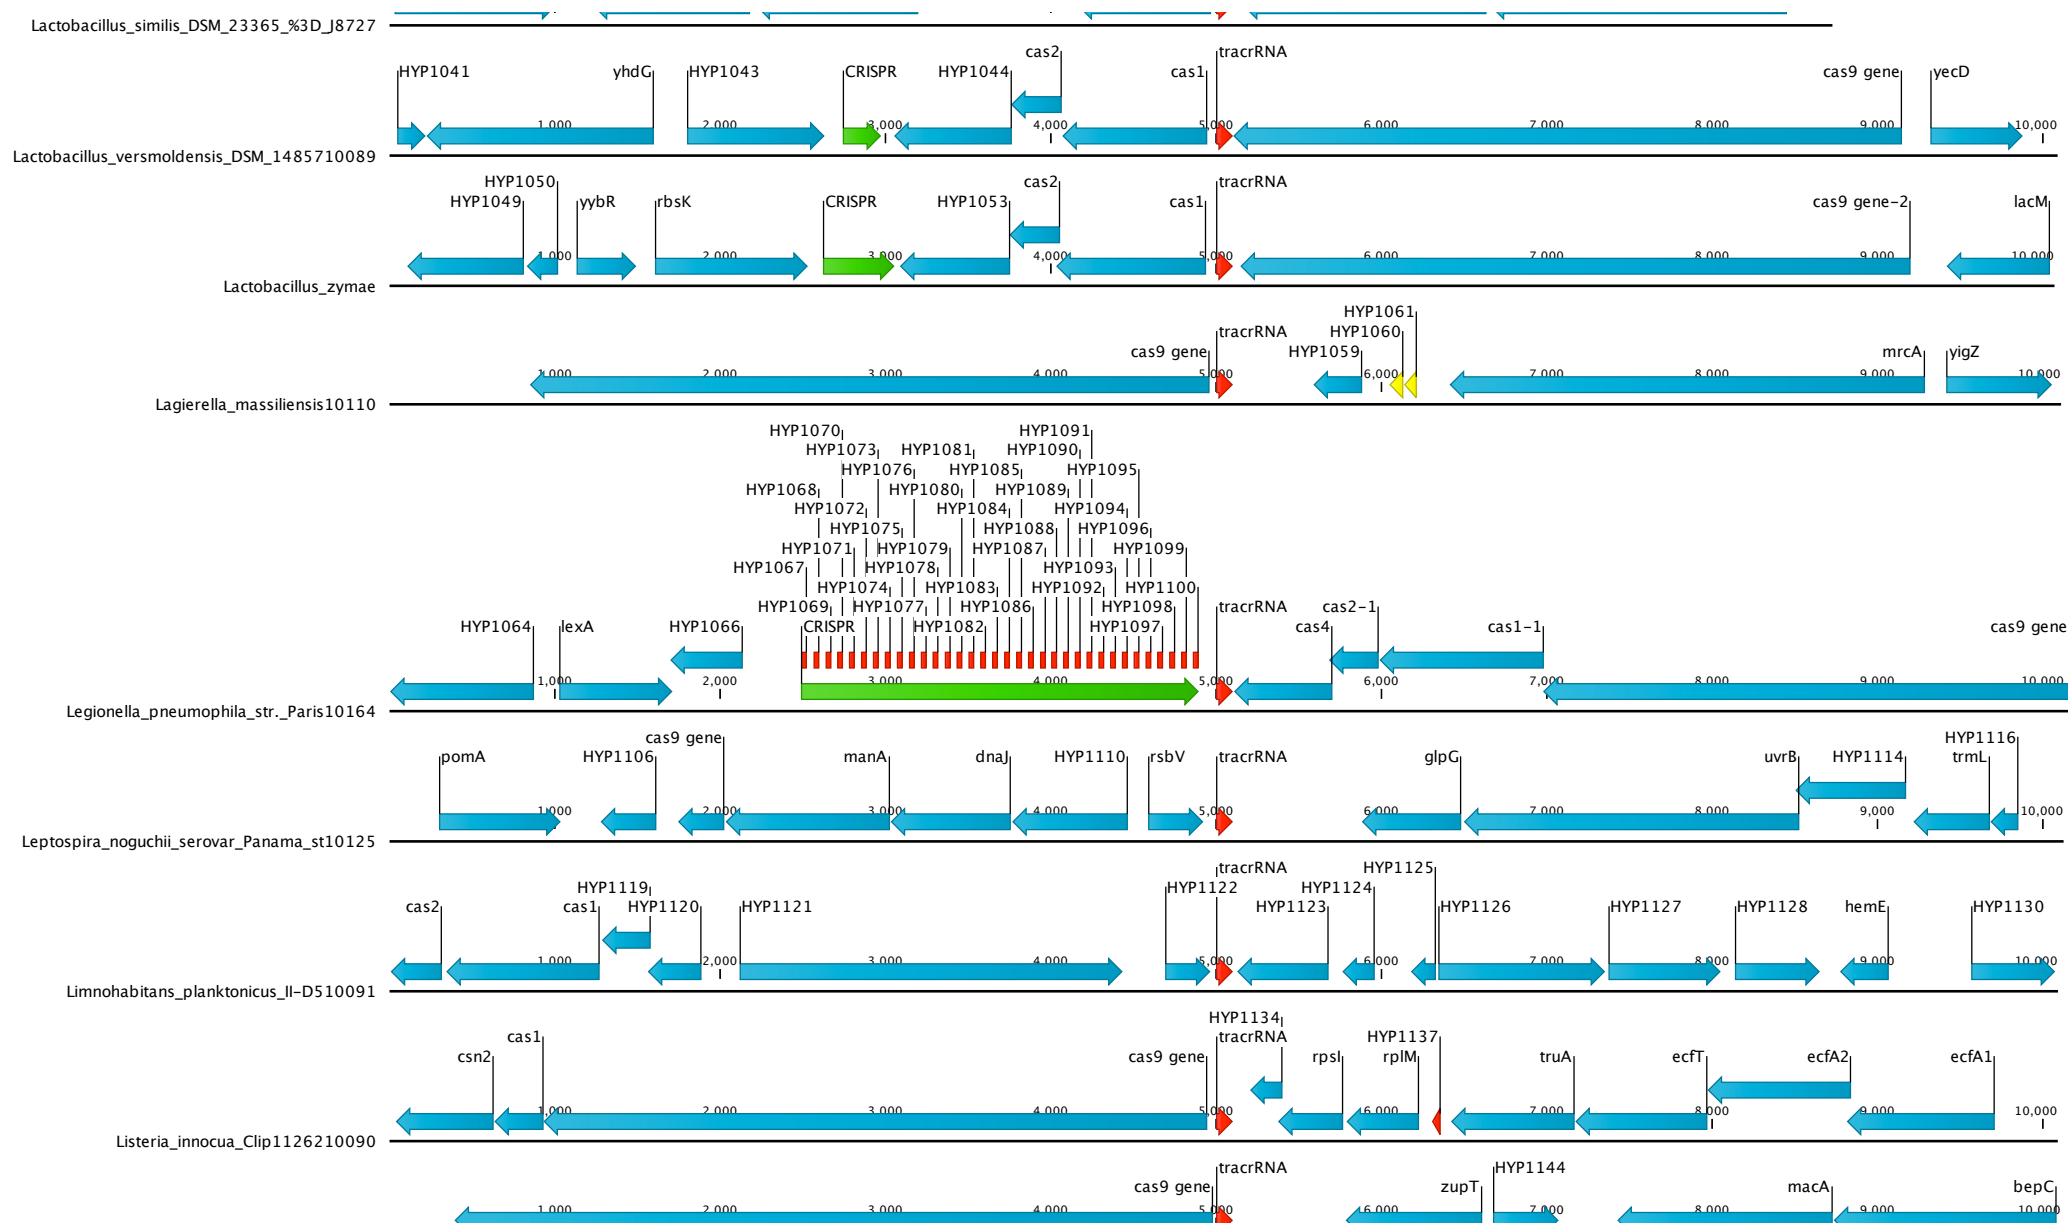 Lactobacillus_similis_DSM_23365_%3D_J8727
cas2 tracrRNA
HYP1041 yhdG HYP1043 CRISPR HYP1044 cas1 cas9 gene yecD
1,000 2,000 3,000 4,000 5,000 6,000 7,000 8,000 9,000 10,000
Lactobacillus_versmoldensis_DSM_1485710089
HYP1050 cas2 tracrRNA
HYP1049 yybR rbsK CRISPR HYP1053 cas1 cas9 gene-2 lacM
1,000 2,000 3,000 4,000 5,000 6,000 7,000 8,000 9,000 10,000
Lactobacillus_zymae
HYP1061
tracrRNA HYP1060
cas9 gene HYP1059 mrcA yigZ
1,000 2,000 3,000 4,000 5,000 6,000 7,000 8,000 9,000 10,000
Lagierella_massiliensis10110
HYP1070 HYP1091
HYP1073 HYP1081 HYP1090
HYP1076 HYP1085 HYP1095
HYP1068 HYP1080 HYP1089
HYP1072 HYP1084 HYP1094
HYP1075 HYP1088 HYP1096
HYP1071 HYP1079 HYP1087 HYP1099
HYP1067 HYP1078 HYP1093
HYP1074 HYP1083 HYP1092 HYP1100
HYP1069 HYP1077 HYP1086 HYP1098 tracrRNA cas2-1
HYP1064 lexA HYP1066 CRISPR HYP1082 HYP1097 cas4 cas1-1 cas9 gene
1,000 2,000 3,000 4,000 5,000 6,000 7,000 8,000 9,000 10,000
Legionella_pneumophila_str._Paris10164
cas9 gene HYP1116
pomA HYP1106 manA dnaJ HYP1110 rsbV tracrRNA glpG uvrB HYP1114 trmL
1,000 2,000 3,000 4,000 5,000 6,000 7,000 8,000 9,000 10,000
Leptospira_noguchii_serovar_Panama_st10125
tracrRNA HYP1125
HYP1119 HYP1122 HYP1124
cas2 cas1 HYP1120 HYP1121 HYP1123 HYP1126 HYP1127 HYP1128 hemE HYP1130
1,000 2,000 3,000 4,000 5,000 6,000 7,000 8,000 9,000 10,000
Limnohabitans_planktonicus_II-D510091
HYP1134
cas1 tracrRNA HYP1137
csn2 cas9 gene rpsI rplM truA ecfT ecfA2 ecfA1
1,000 2,000 3,000 4,000 5,000 6,000 7,000 8,000 9,000 10,000
Listeria_innocua_Clip1126210090
tracrRNA HYP1144
cas9 gene zupT macA bepC
1,000 2,000 3,000 4,000 5,000 6,000 7,000 8,000 9,000 10,000